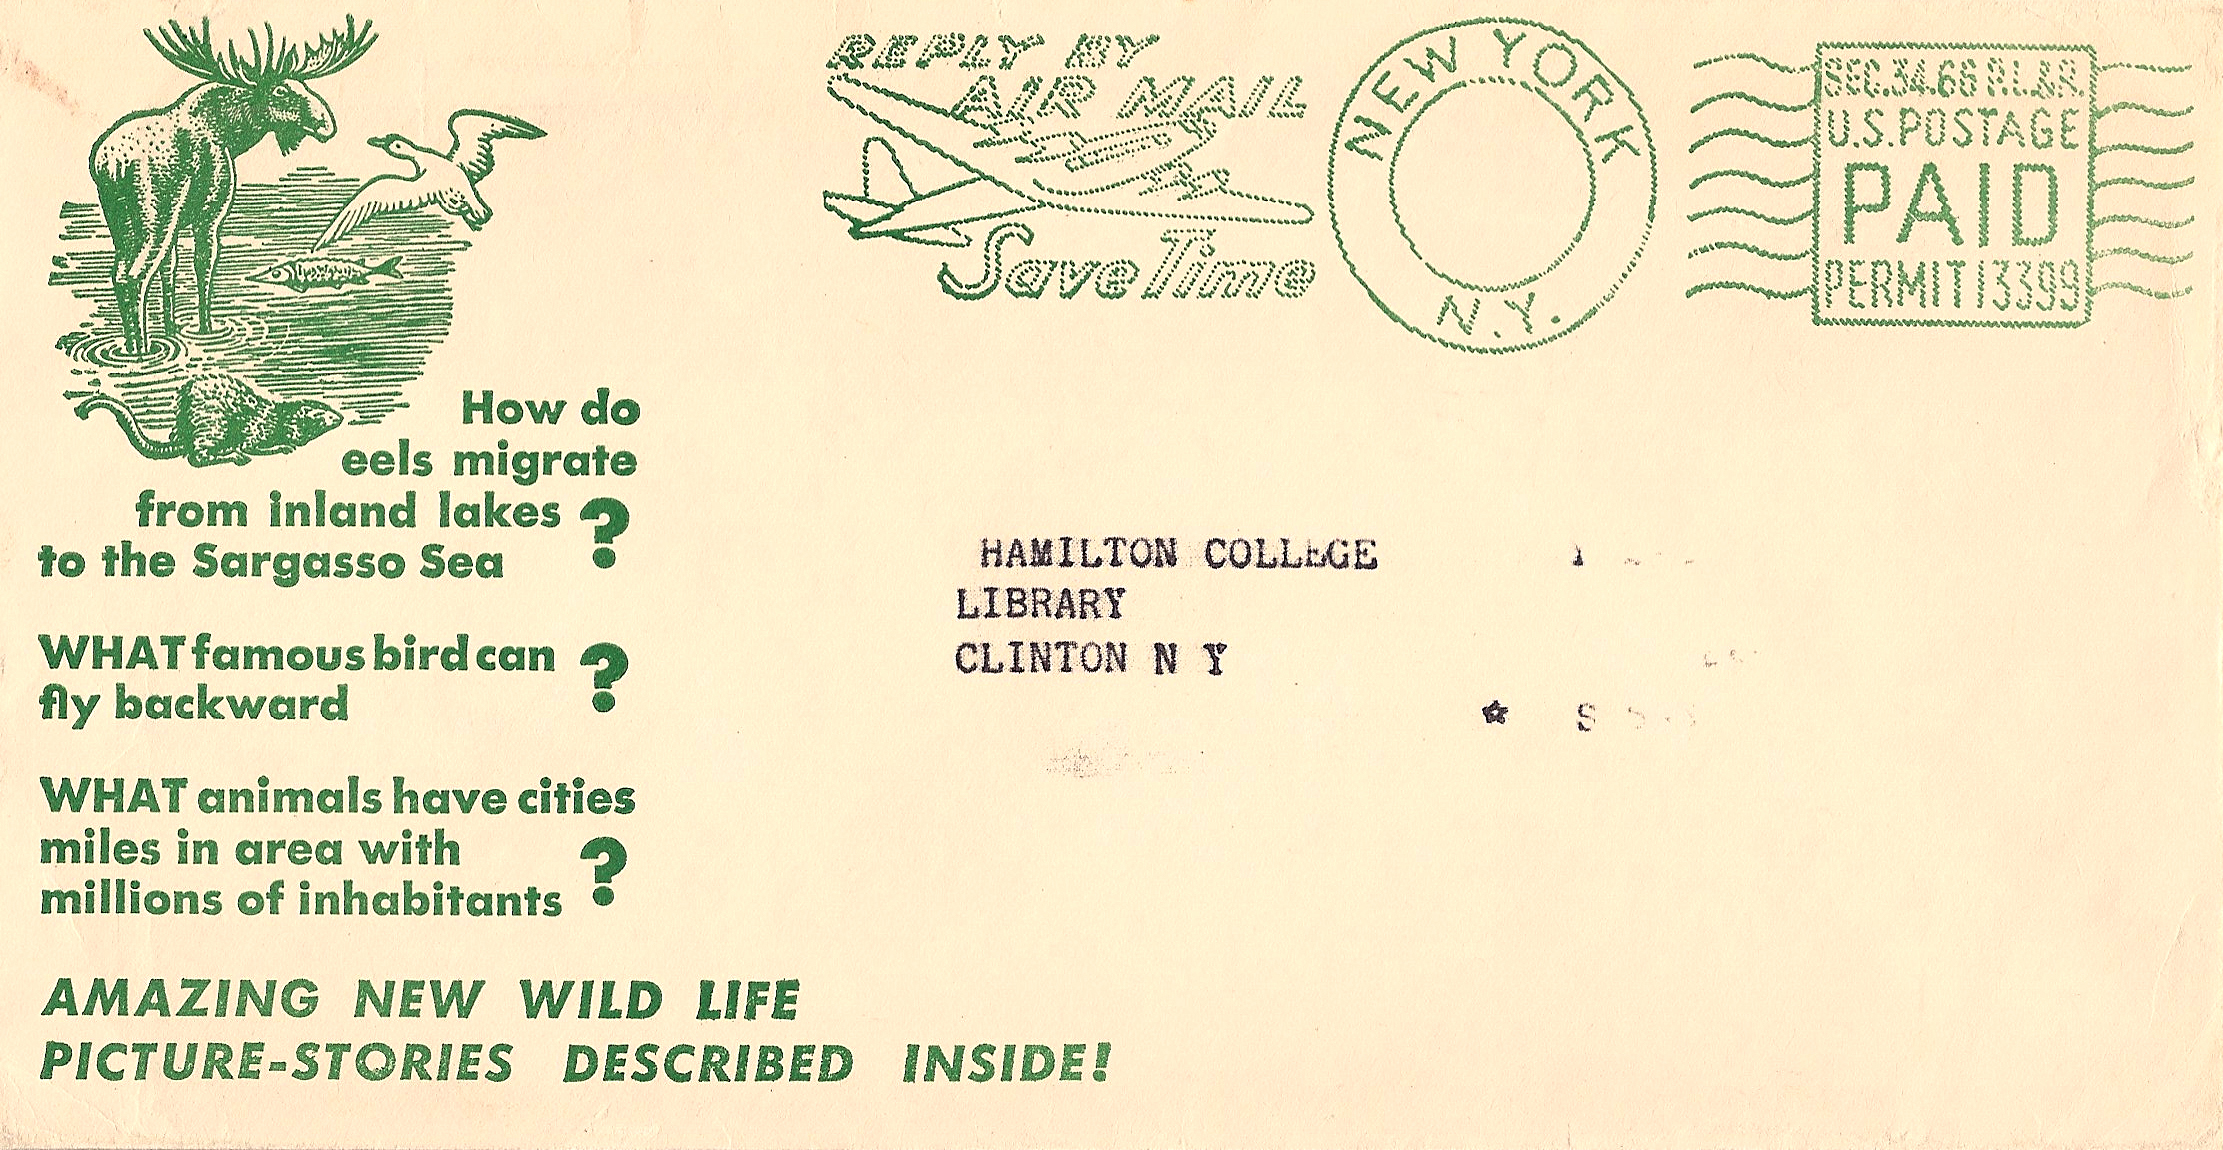 REPLY BY
AIR MAIL
Save Time
NEW YORK
N.Y.
SEC.34.66 P.L.&R.
U.S.POSTAGE
PAID
PERMIT 13399
How do
eels migrate
from inland lakes
to the Sargasso Sea ?
WHAT famous bird can
fly backward ?
WHAT animals have cities
miles in area with
millions of inhabitants ?
AMAZING NEW WILD LIFE
PICTURE-STORIES DESCRIBED INSIDE!
HAMILTON COLLEGE
LIBRARY
CLINTON N Y
* S